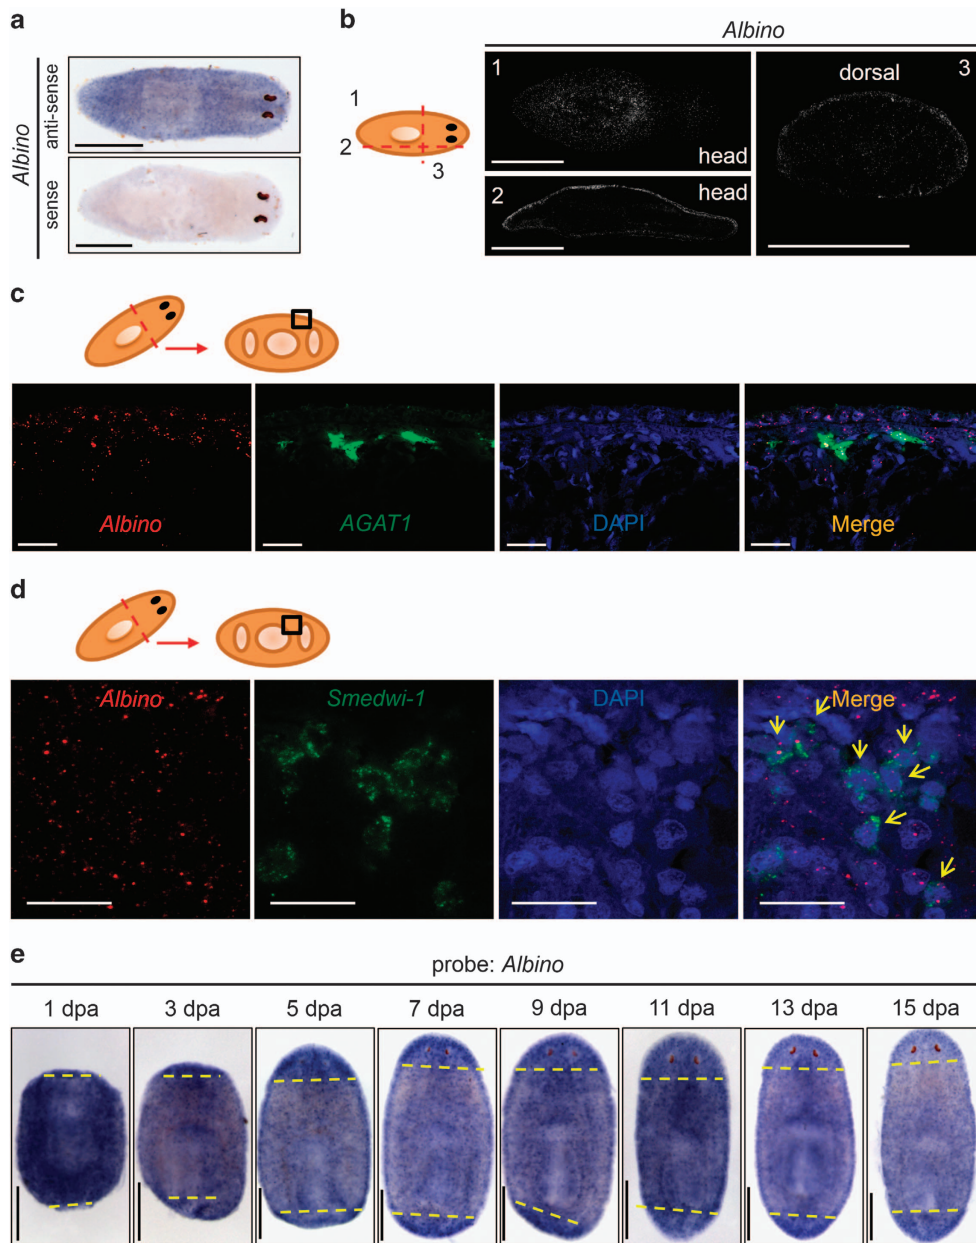 a
Albino
anti-sense
sense
b
Albino
1
2
3
1
head
2
head
dorsal
3
c
Albino
AGAT1
DAPI
Merge
d
Albino
Smedwi-1
DAPI
Merge
e
probe: Albino
1 dpa 3 dpa 5 dpa 7 dpa 9 dpa 11 dpa 13 dpa 15 dpa